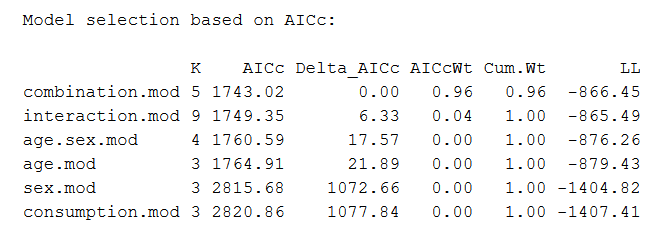 Model selection based on AICc:
K AICc Delta_AICc AICcWt Cum.Wt LL
combination.mod 5 1743.02 0.00 0.96 0.96 -866.45
interaction.mod 9 1749.35 6.33 0.04 1.00 -865.49
age.sex.mod 4 1760.59 17.57 0.00 1.00 -876.26
age.mod 3 1764.91 21.89 0.00 1.00 -879.43
sex.mod 3 2815.68 1072.66 0.00 1.00 -1404.82
consumption.mod 3 2820.86 1077.84 0.00 1.00 -1407.41